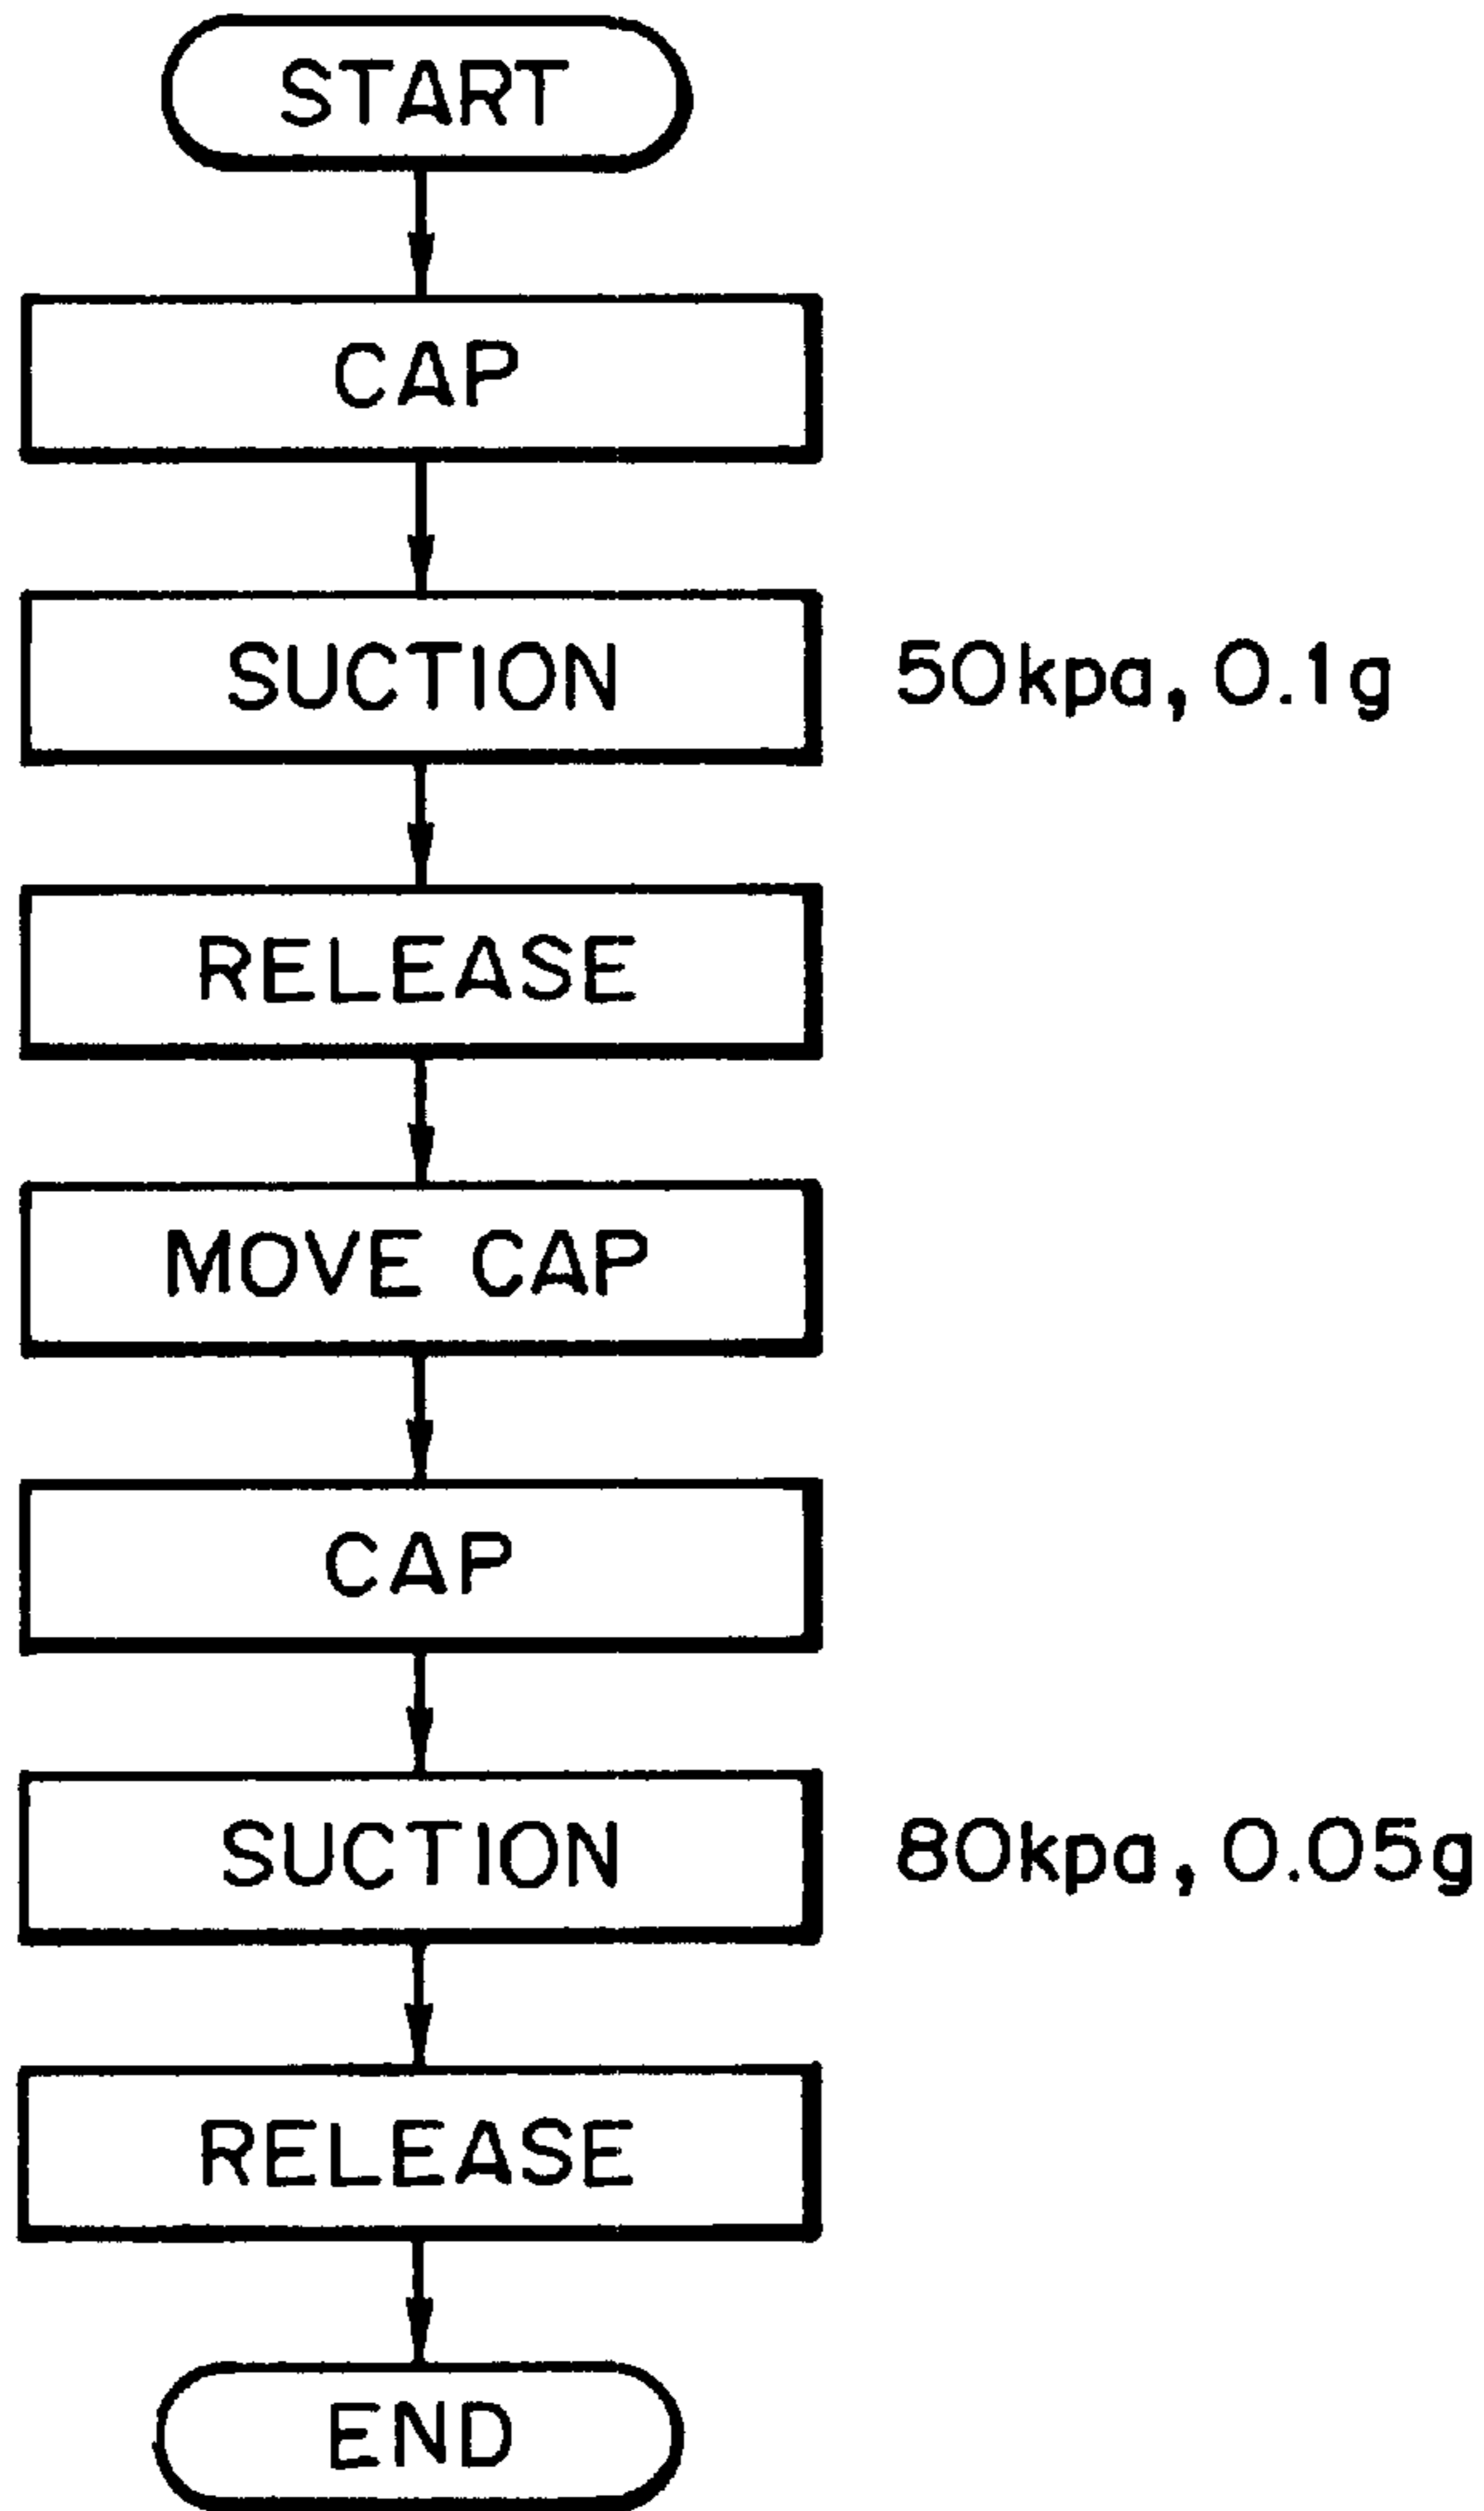 START
CAP
SUCTION 50kpa, 0.1g
RELEASE
MOVE CAP
CAP
SUCTION 80kpa, 0.05g
RELEASE
END